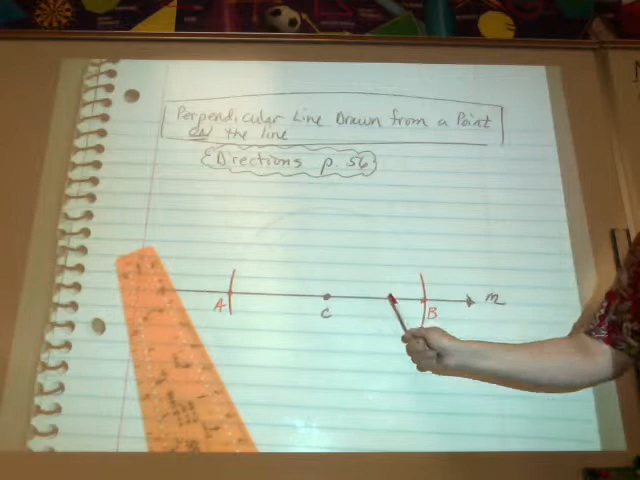 Perpendicular Line Drawn from a Point
ON the line
Directions p. 56
A C B m